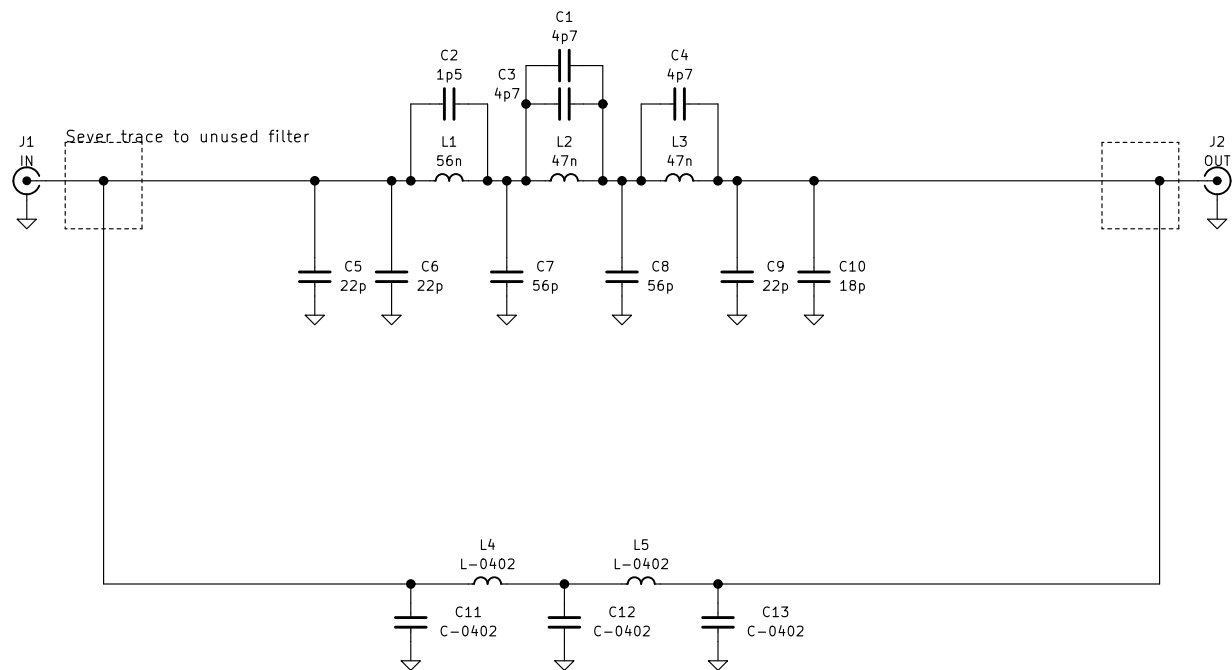 C1
4p7
C2
1p5
C3
4p7
C4
4p7
Sever trace to unused filter
J1
IN
L1
56n
L2
47n
L3
47n
J2
OUT
C5
22p
C6
22p
C7
56p
C8
56p
C9
22p
C10
18p
L4
L-0402
L5
L-0402
C11
C-0402
C12
C-0402
C13
C-0402